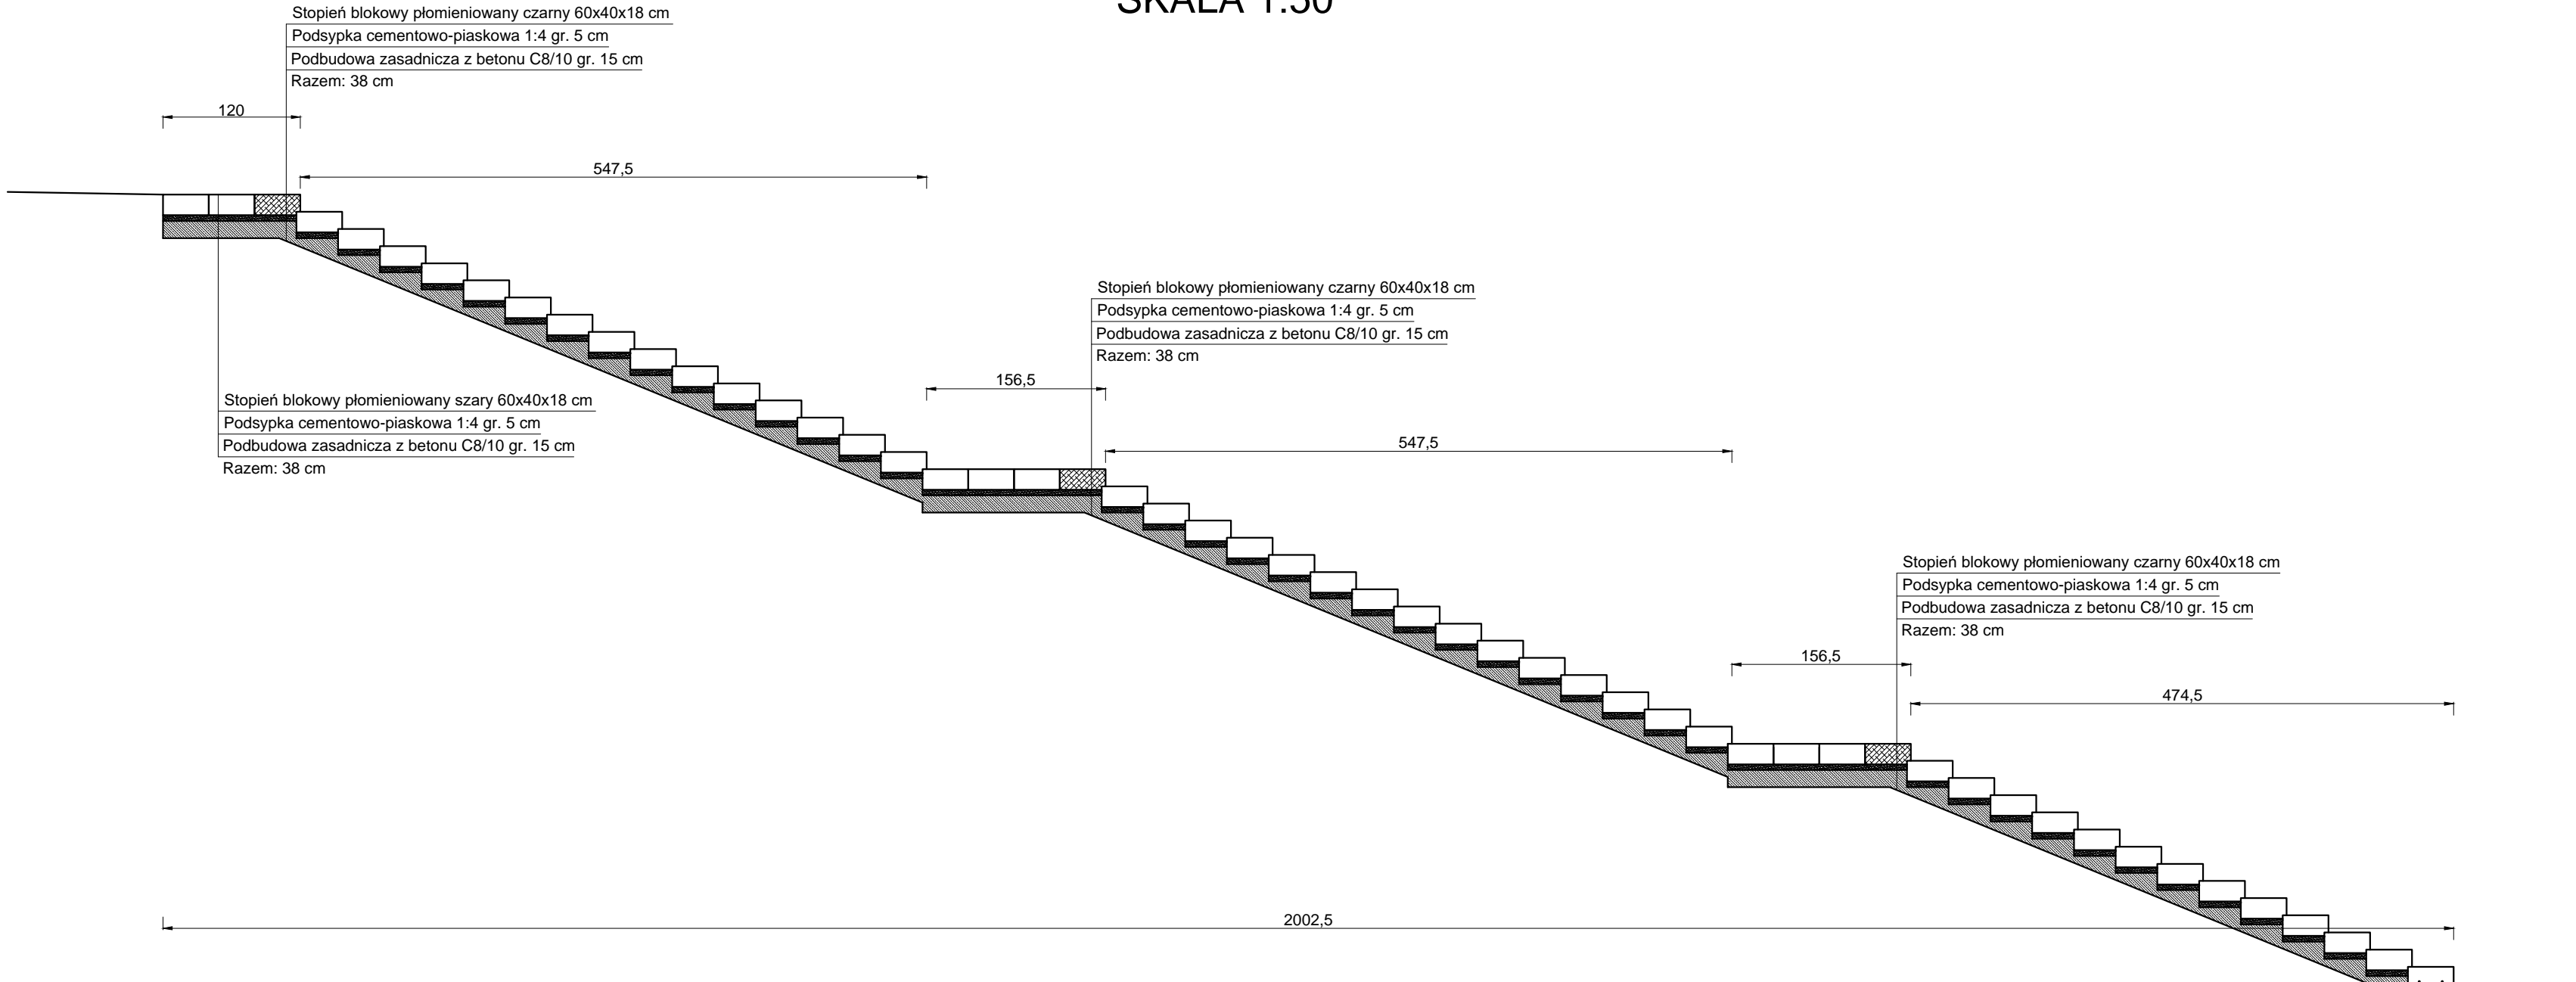 SKALA 1:50
Stopień blokowy płomieniowany czarny 60x40x18 cm
Podsypka cementowo-piaskowa 1:4 gr. 5 cm
Podbudowa zasadnicza z betonu C8/10 gr. 15 cm
Razem: 38 cm
120
547,5
Stopień blokowy płomieniowany czarny 60x40x18 cm
Podsypka cementowo-piaskowa 1:4 gr. 5 cm
Podbudowa zasadnicza z betonu C8/10 gr. 15 cm
Razem: 38 cm
156,5
Stopień blokowy płomieniowany szary 60x40x18 cm
Podsypka cementowo-piaskowa 1:4 gr. 5 cm
Podbudowa zasadnicza z betonu C8/10 gr. 15 cm
Razem: 38 cm
547,5
Stopień blokowy płomieniowany czarny 60x40x18 cm
Podsypka cementowo-piaskowa 1:4 gr. 5 cm
Podbudowa zasadnicza z betonu C8/10 gr. 15 cm
Razem: 38 cm
156,5
474,5
2002,5